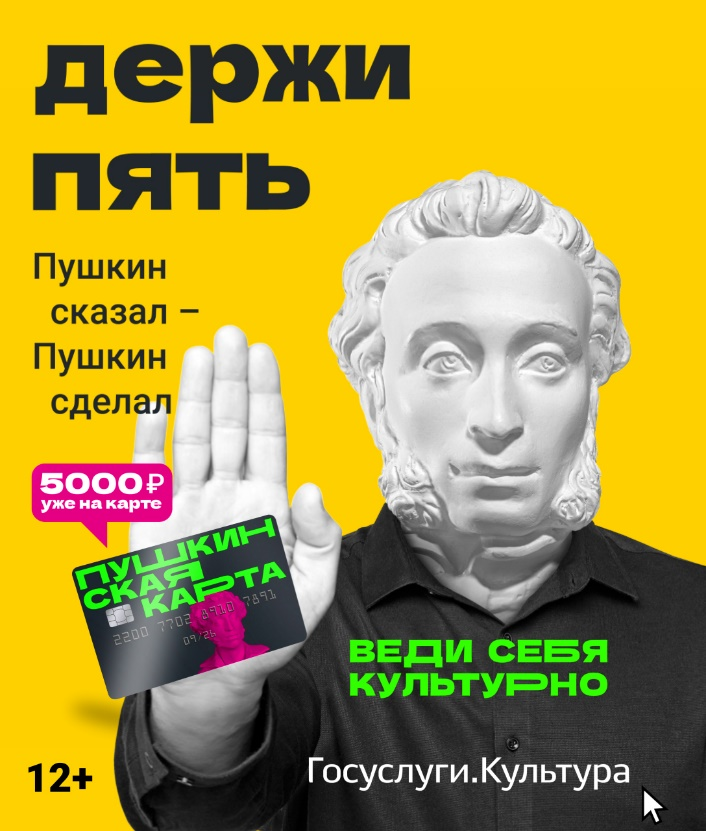 держи
пять
Пушкин
сказал –
Пушкин
сделал
5000₽
уже на карте
ПУШКИН
СКАЯ
КАРТА
2200 7702 8910 7891
09/26
ВЕДИ СЕБЯ
КУЛЬТУРНО
12+
Госуслуги.Культура